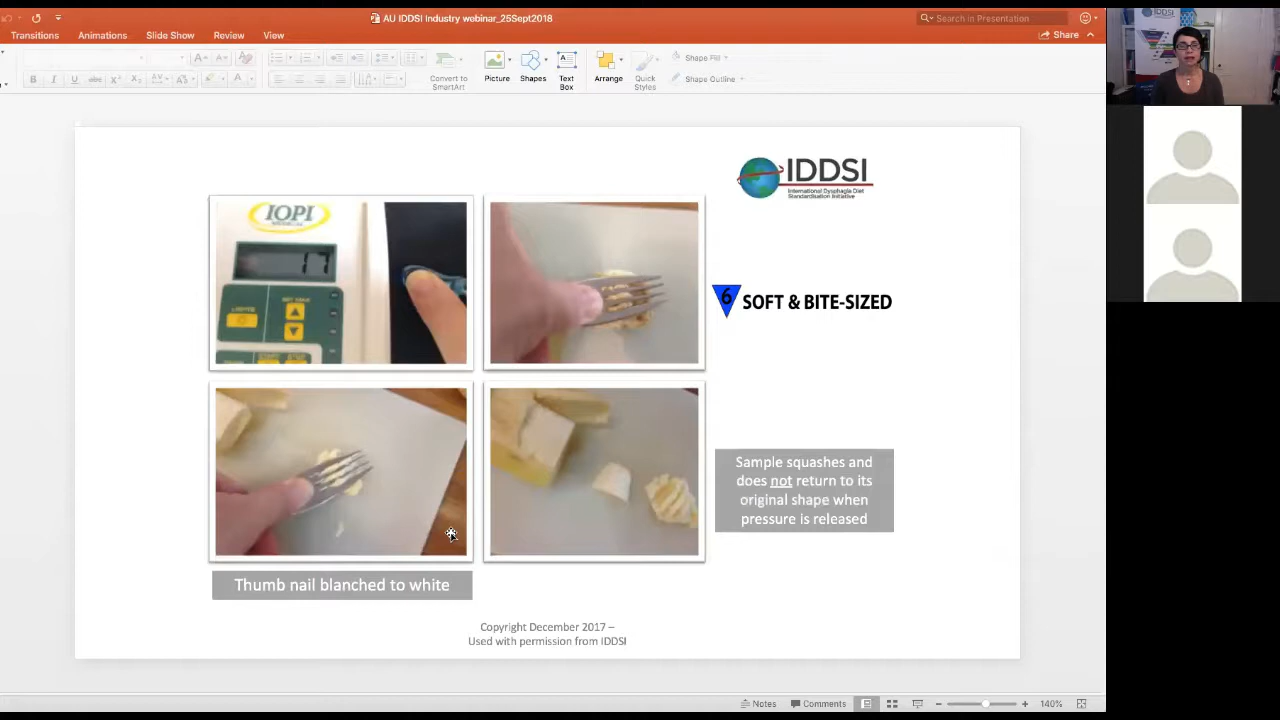 AU IDDSI Industry webinar_25Sept2018
Search in Presentation
Transitions
Animations
Slide Show
Review
View
Share
Convert to
SmartArt
Picture
Shapes
Text
Box
Arrange
Quick
Styles
Shape Fill
Shape Outline
IDDSI
International Dysphagia Diet
Standardisation Initiative
IOPI
17
6
SOFT & BITE-SIZED
Sample squashes and
does not return to its
original shape when
pressure is released
Thumb nail blanched to white
Copyright December 2017 –
Used with permission from IDDSI
Notes
Comments
140%